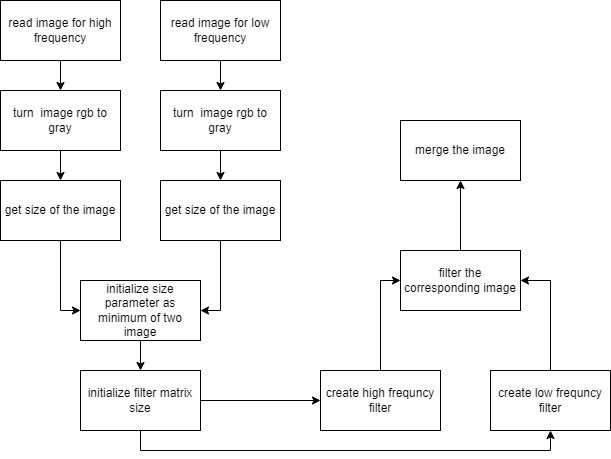 read image for high
frequency
read image for low
frequency
turn  image rgb to
gray
turn  image rgb to
gray
get size of the image
get size of the image
initialize size
parameter as
minimum of two
image
initialize filter matrix
size
create high frequncy
filter
create low frequncy
filter
filter the
corresponding image
merge the image